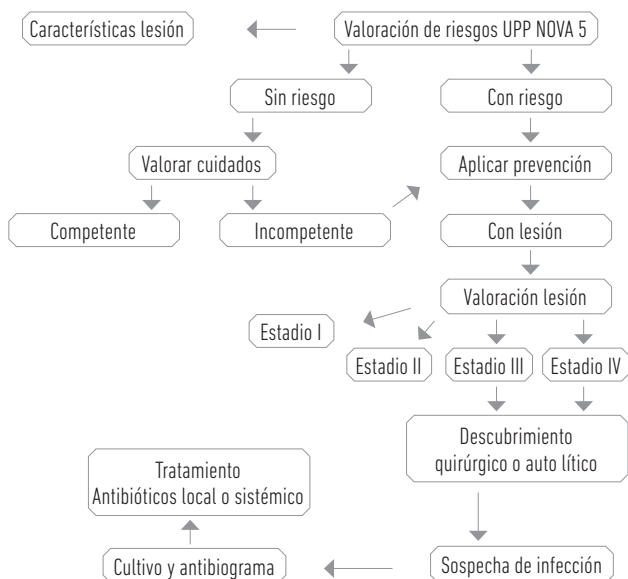 Características lesión
Valoración de riesgos UPP NOVA 5
Sin riesgo
Con riesgo
Valorar cuidados
Aplicar prevención
Competente
Incompetente
Con lesión
Valoración lesión
Estadio I
Estadio II
Estadio III
Estadio IV
Descubrimiento
quirúrgico o auto lítico
Tratamiento
Antibióticos local o sistémico
Cultivo y antibiograma
Sospecha de infección